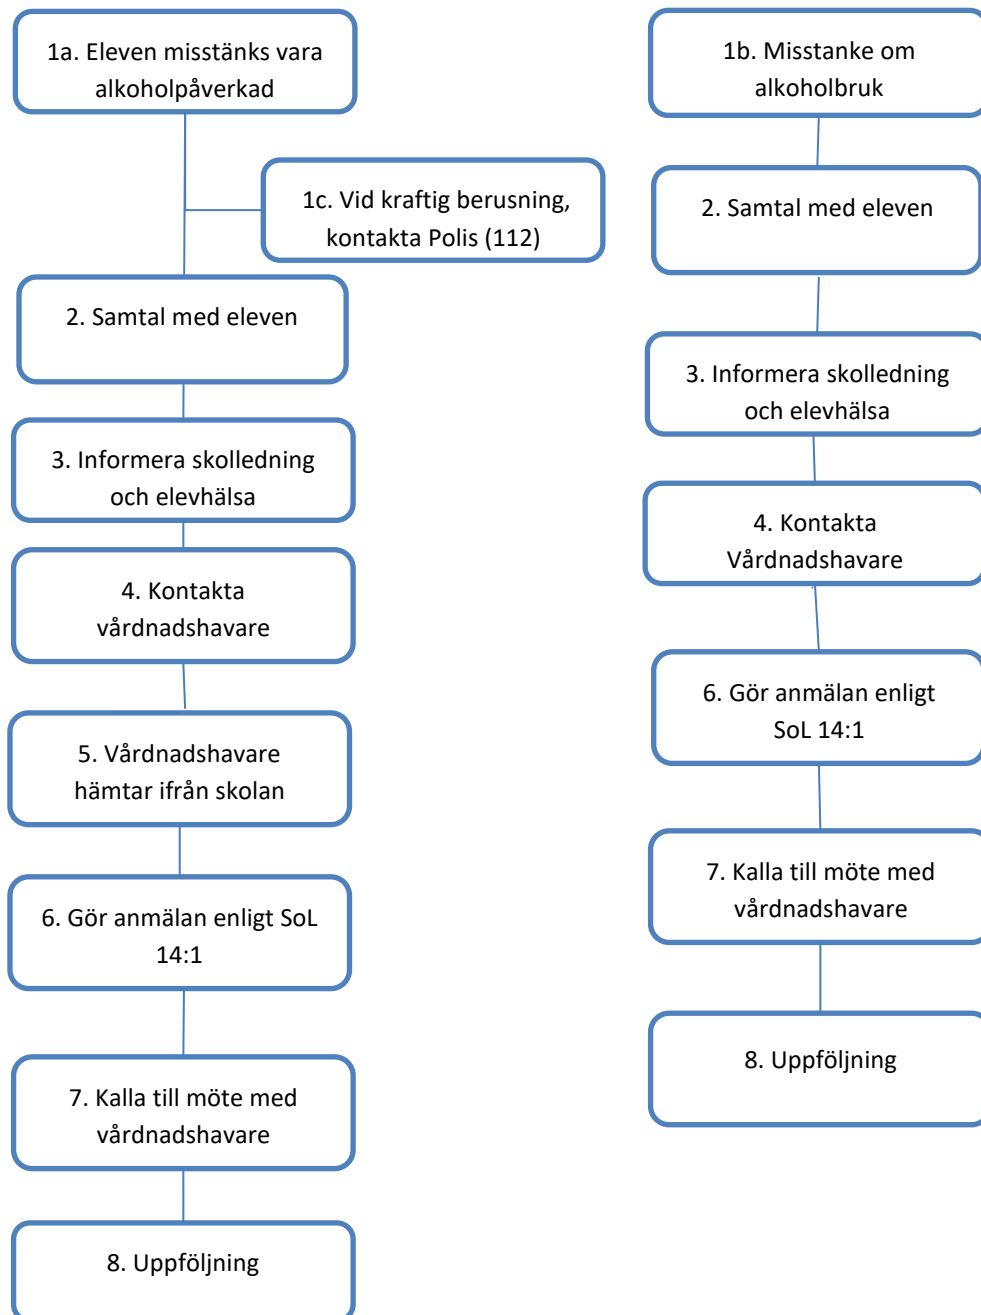 1a. Eleven misstänks vara
alkoholpåverkad
1c. Vid kraftig berusning,
kontakta Polis (112)
2. Samtal med eleven
3. Informera skolledning
och elevhälsa
4. Kontakta
vårdnadshavare
5. Vårdnadshavare
hämtar ifrån skolan
6. Gör anmälan enligt SoL
14:1
7. Kalla till möte med
vårdnadshavare
8. Uppföljning
1b. Misstanke om
alkoholbruk
2. Samtal med eleven
3. Informera skolledning
och elevhälsa
4. Kontakta
Vårdnadshavare
6. Gör anmälan enligt
SoL 14:1
7. Kalla till möte med
vårdnadshavare
8. Uppföljning